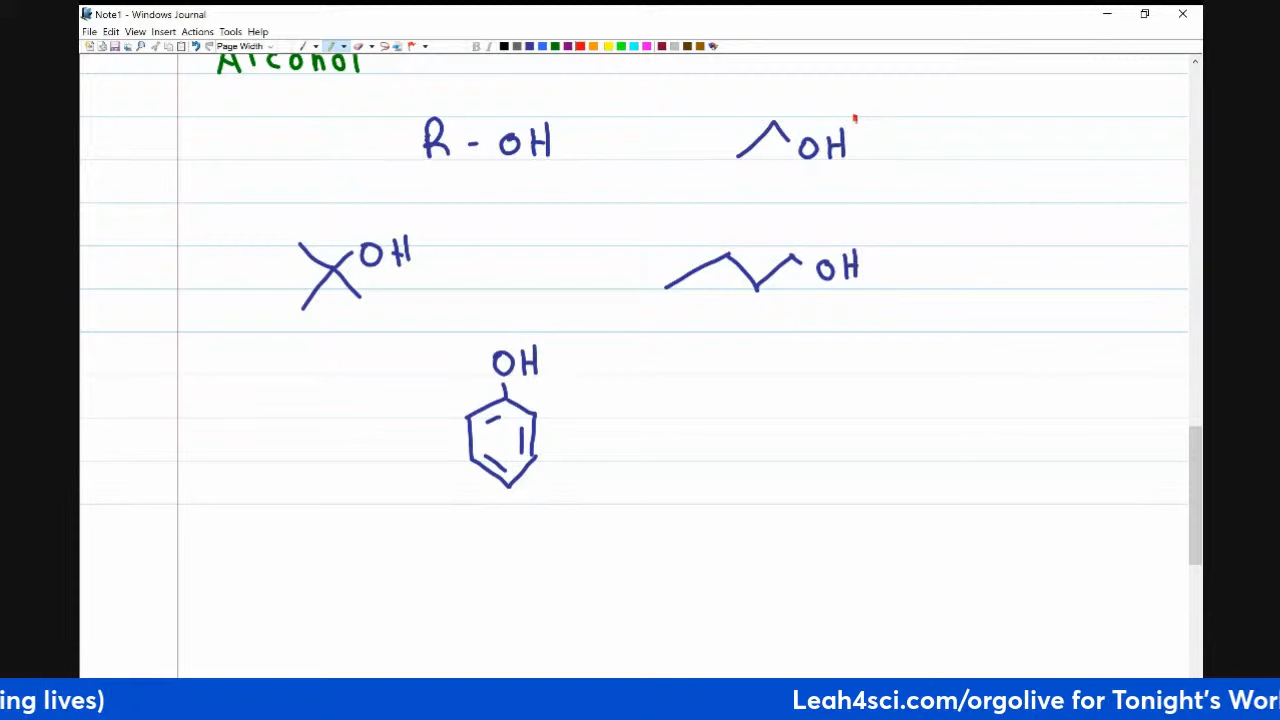 Note1 - Windows Journal
File Edit View Insert Actions Tools Help
Page Width B I
Alcohol
R - OH OH
OH OH
OH
ing lives) Leah4sci.com/orgolive for Tonight's Wor